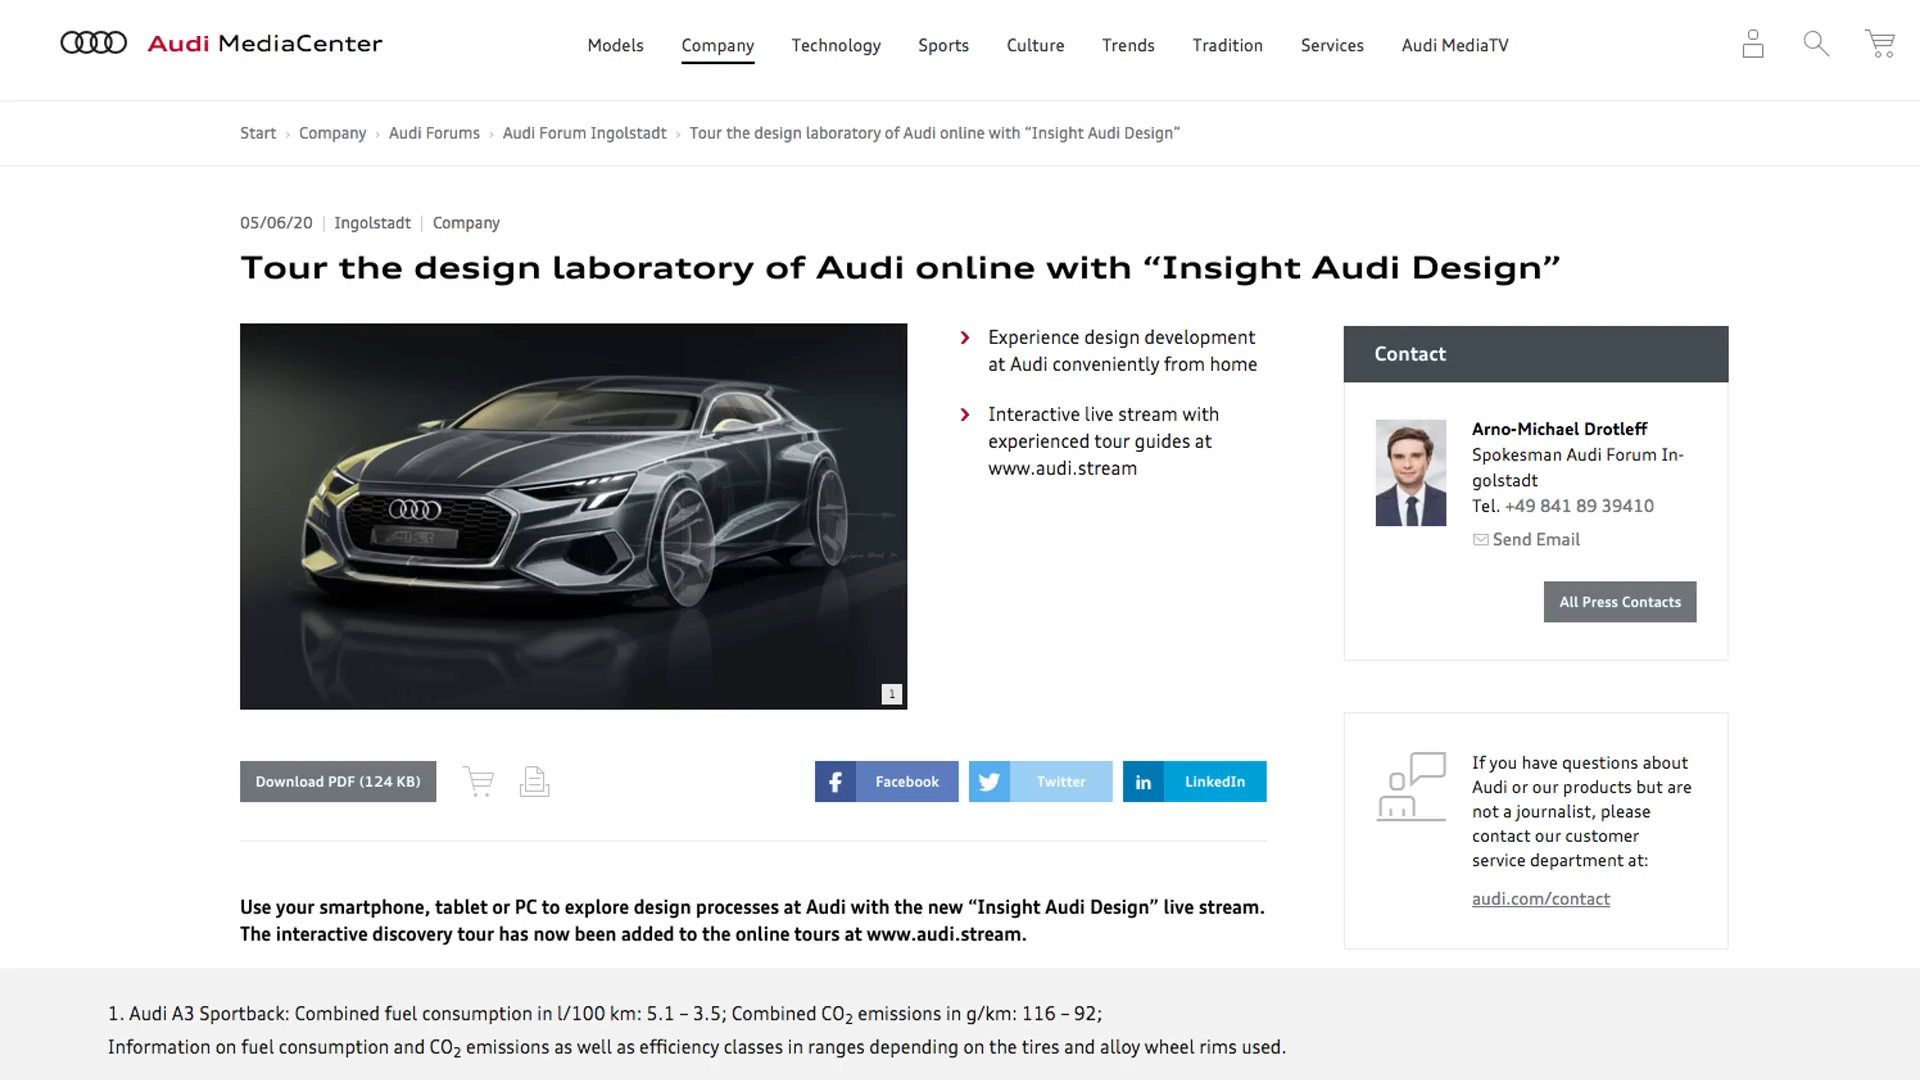 Audi MediaCenter
Models Company Technology Sports Culture Trends Tradition Services Audi MediaTV
Start › Company › Audi Forums › Audi Forum Ingolstadt › Tour the design laboratory of Audi online with “Insight Audi Design”
05/06/20 | Ingolstadt | Company
Tour the design laboratory of Audi online with “Insight Audi Design”
Experience design development
at Audi conveniently from home
Interactive live stream with
experienced tour guides at
www.audi.stream
1
Contact
Arno-Michael Drotleff
Spokesman Audi Forum In-
golstadt
Tel. +49 841 89 39410
Send Email
All Press Contacts
Download PDF (124 KB)
Facebook
Twitter
LinkedIn
If you have questions about
Audi or our products but are
not a journalist, please
contact our customer
service department at:
audi.com/contact
Use your smartphone, tablet or PC to explore design processes at Audi with the new “Insight Audi Design” live stream.
The interactive discovery tour has now been added to the online tours at www.audi.stream.
1. Audi A3 Sportback: Combined fuel consumption in l/100 km: 5.1 – 3.5; Combined CO₂ emissions in g/km: 116 – 92;
Information on fuel consumption and CO₂ emissions as well as efficiency classes in ranges depending on the tires and alloy wheel rims used.